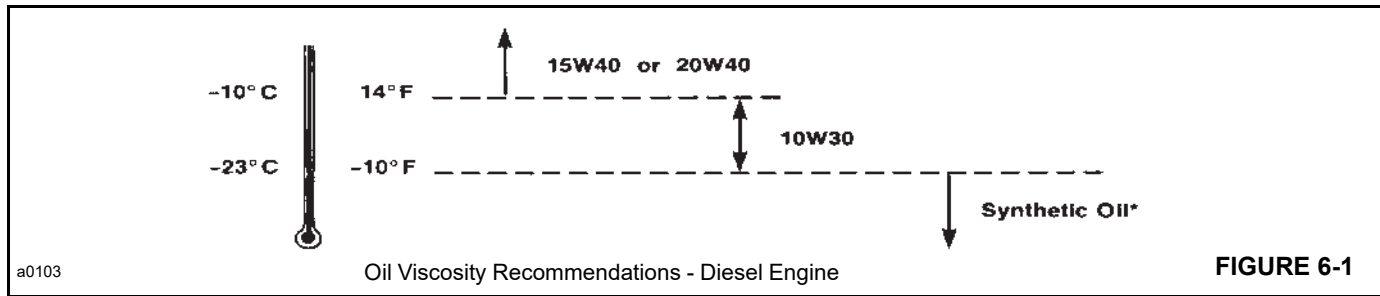 15W40 or 20W40
-10°C 14°F
10W30
-23°C -10°F
Synthetic Oil*
a0103 Oil Viscosity Recommendations - Diesel Engine FIGURE 6-1